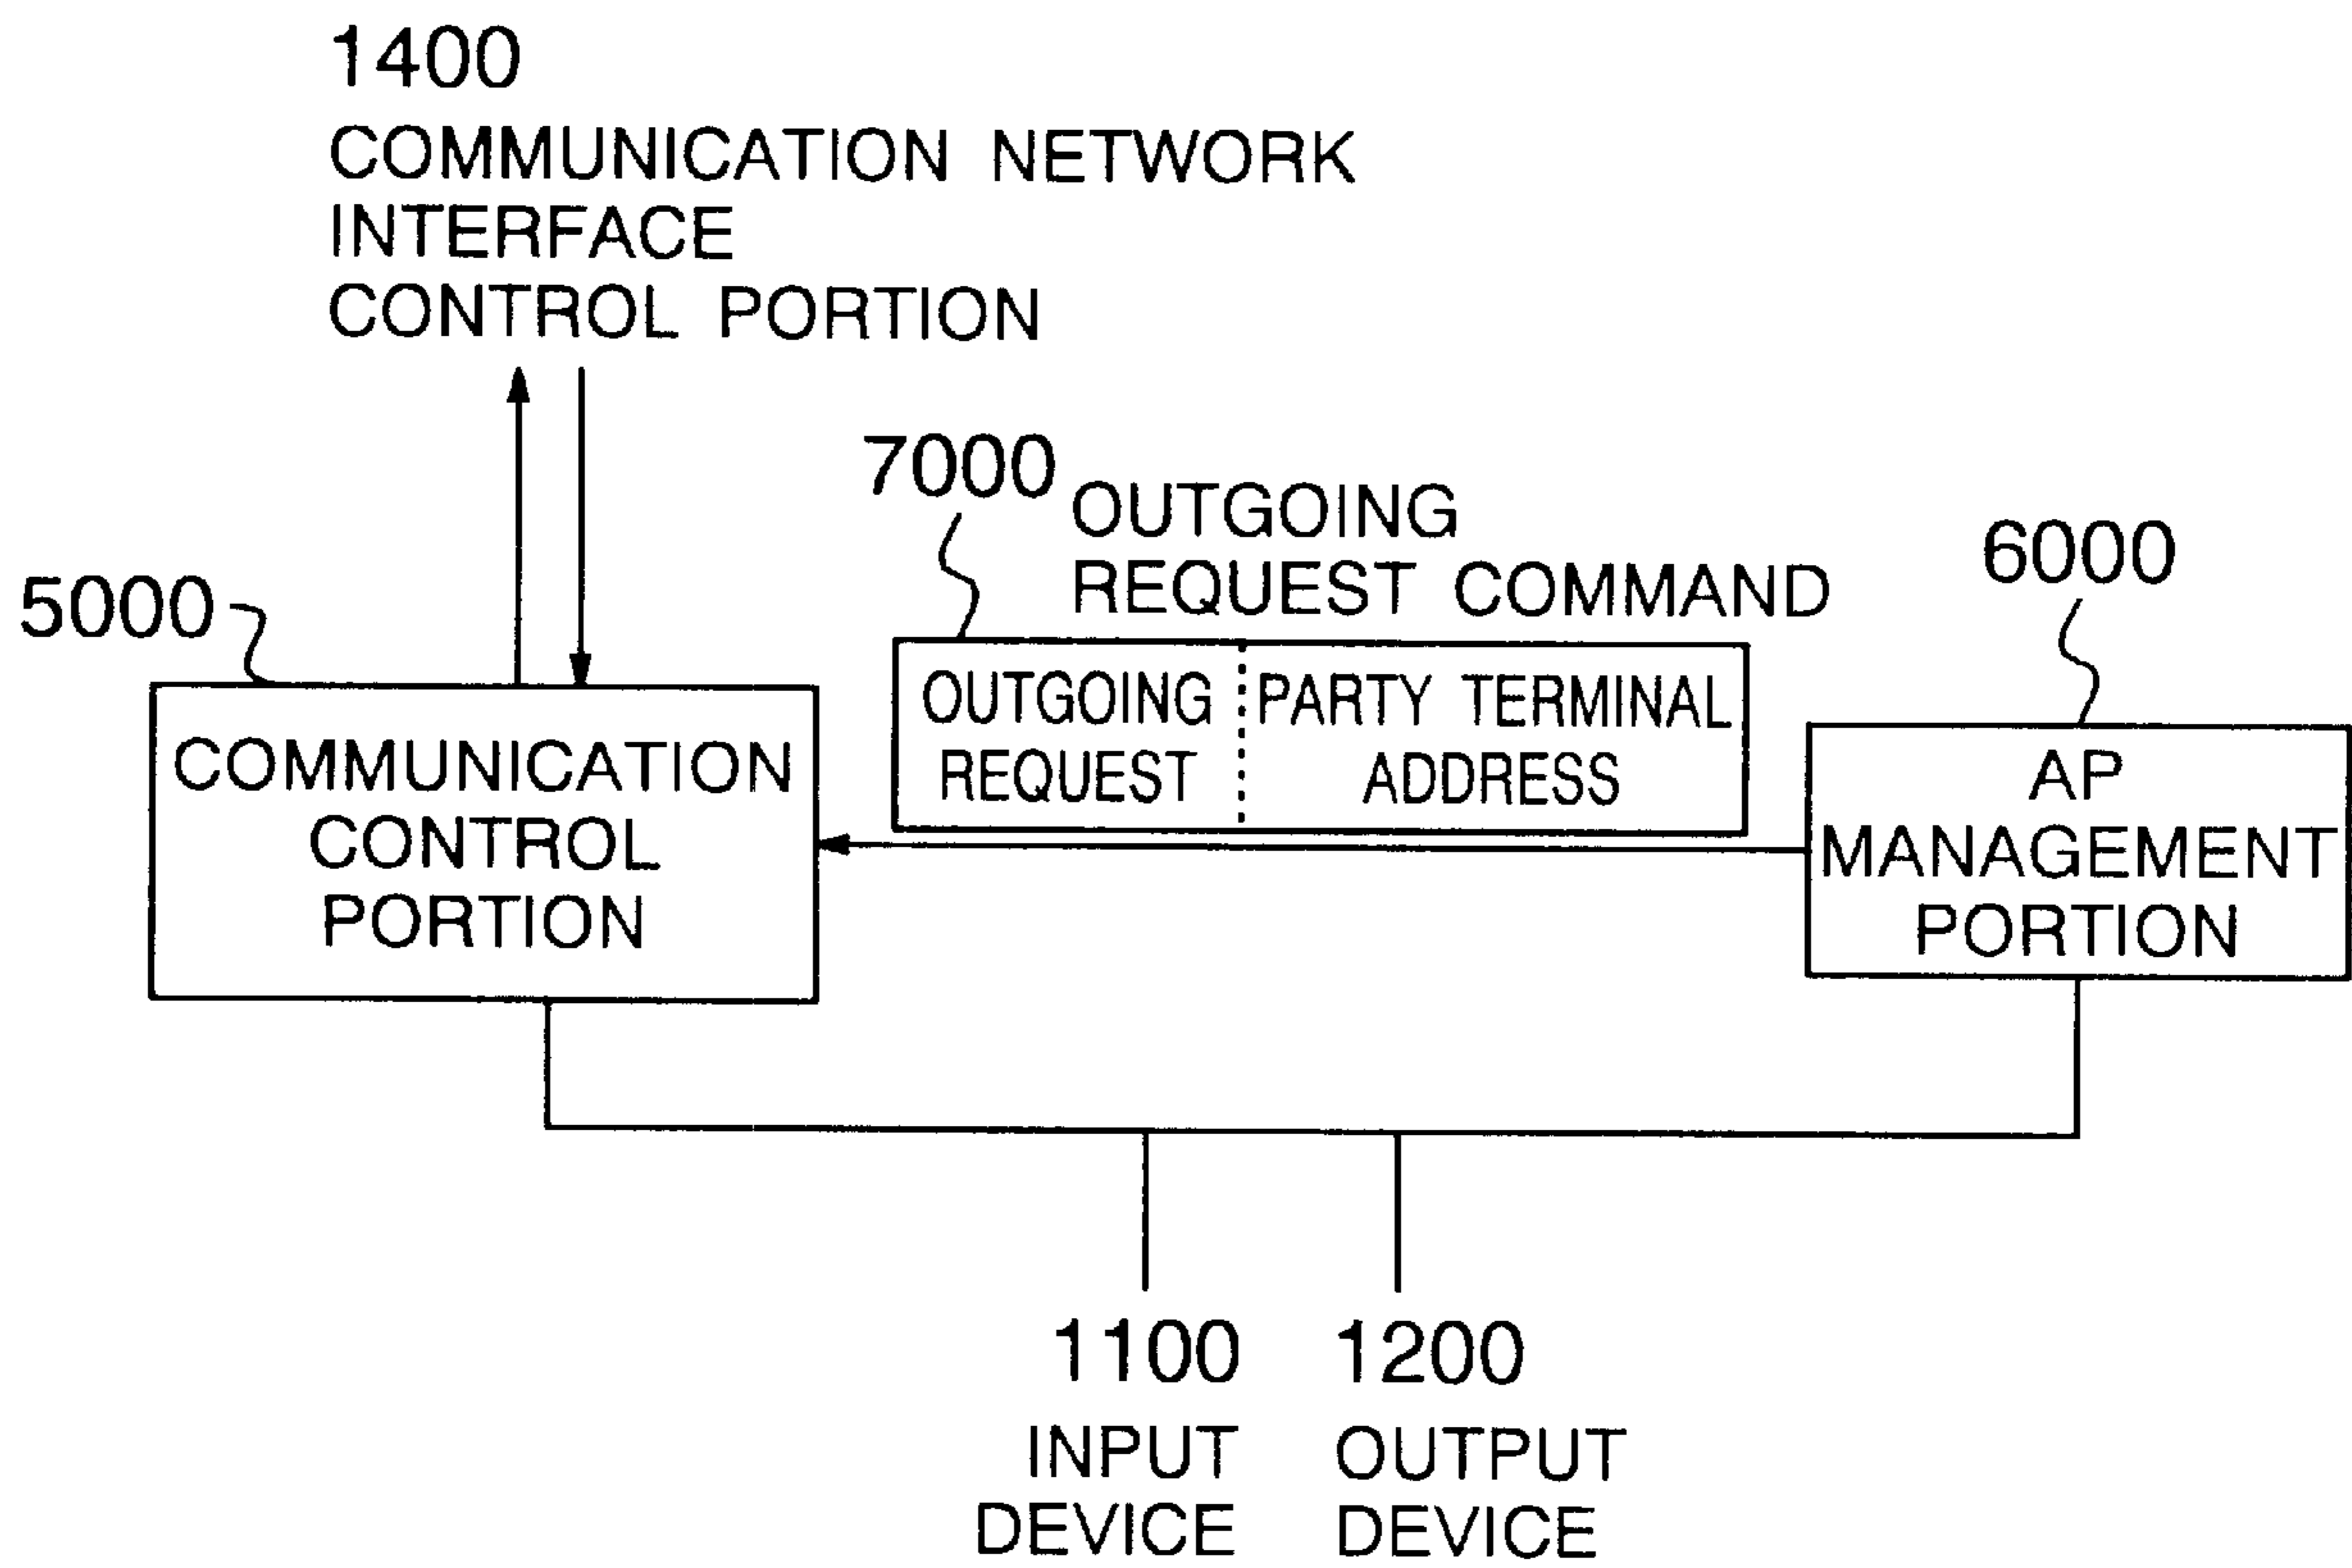 1400
COMMUNICATION NETWORK
INTERFACE
CONTROL PORTION
7000
OUTGOING
REQUEST COMMAND
6000
5000
OUTGOING
REQUEST
PARTY TERMINAL
ADDRESS
COMMUNICATION
CONTROL
PORTION
AP
MANAGEMENT
PORTION
1100
INPUT
DEVICE
1200
OUTPUT
DEVICE